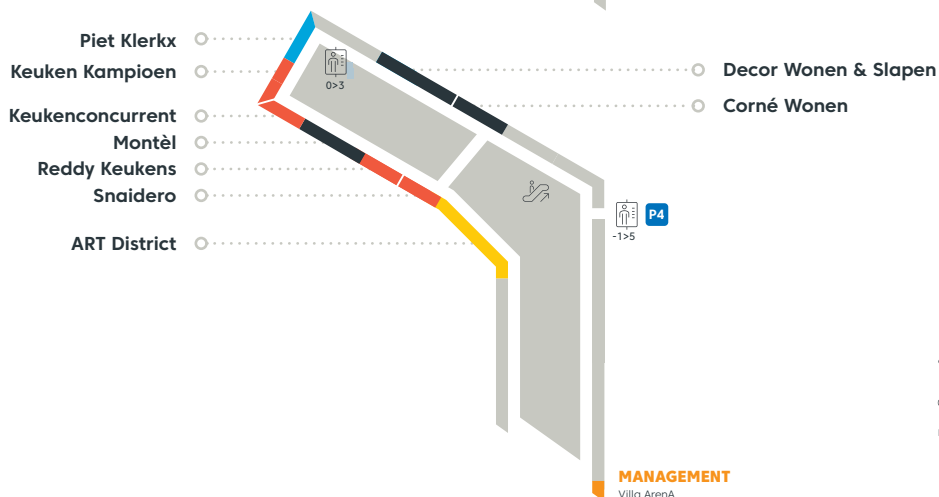 Piet Klerkx
Keuken Kampioen
Keukenconcurrent
Montèl
Reddy Keukens
Snaidero
ART District
0>3
Decor Wonen & Slapen
Corné Wonen
P4
-1>5
MANAGEMENT
Villa ArenA